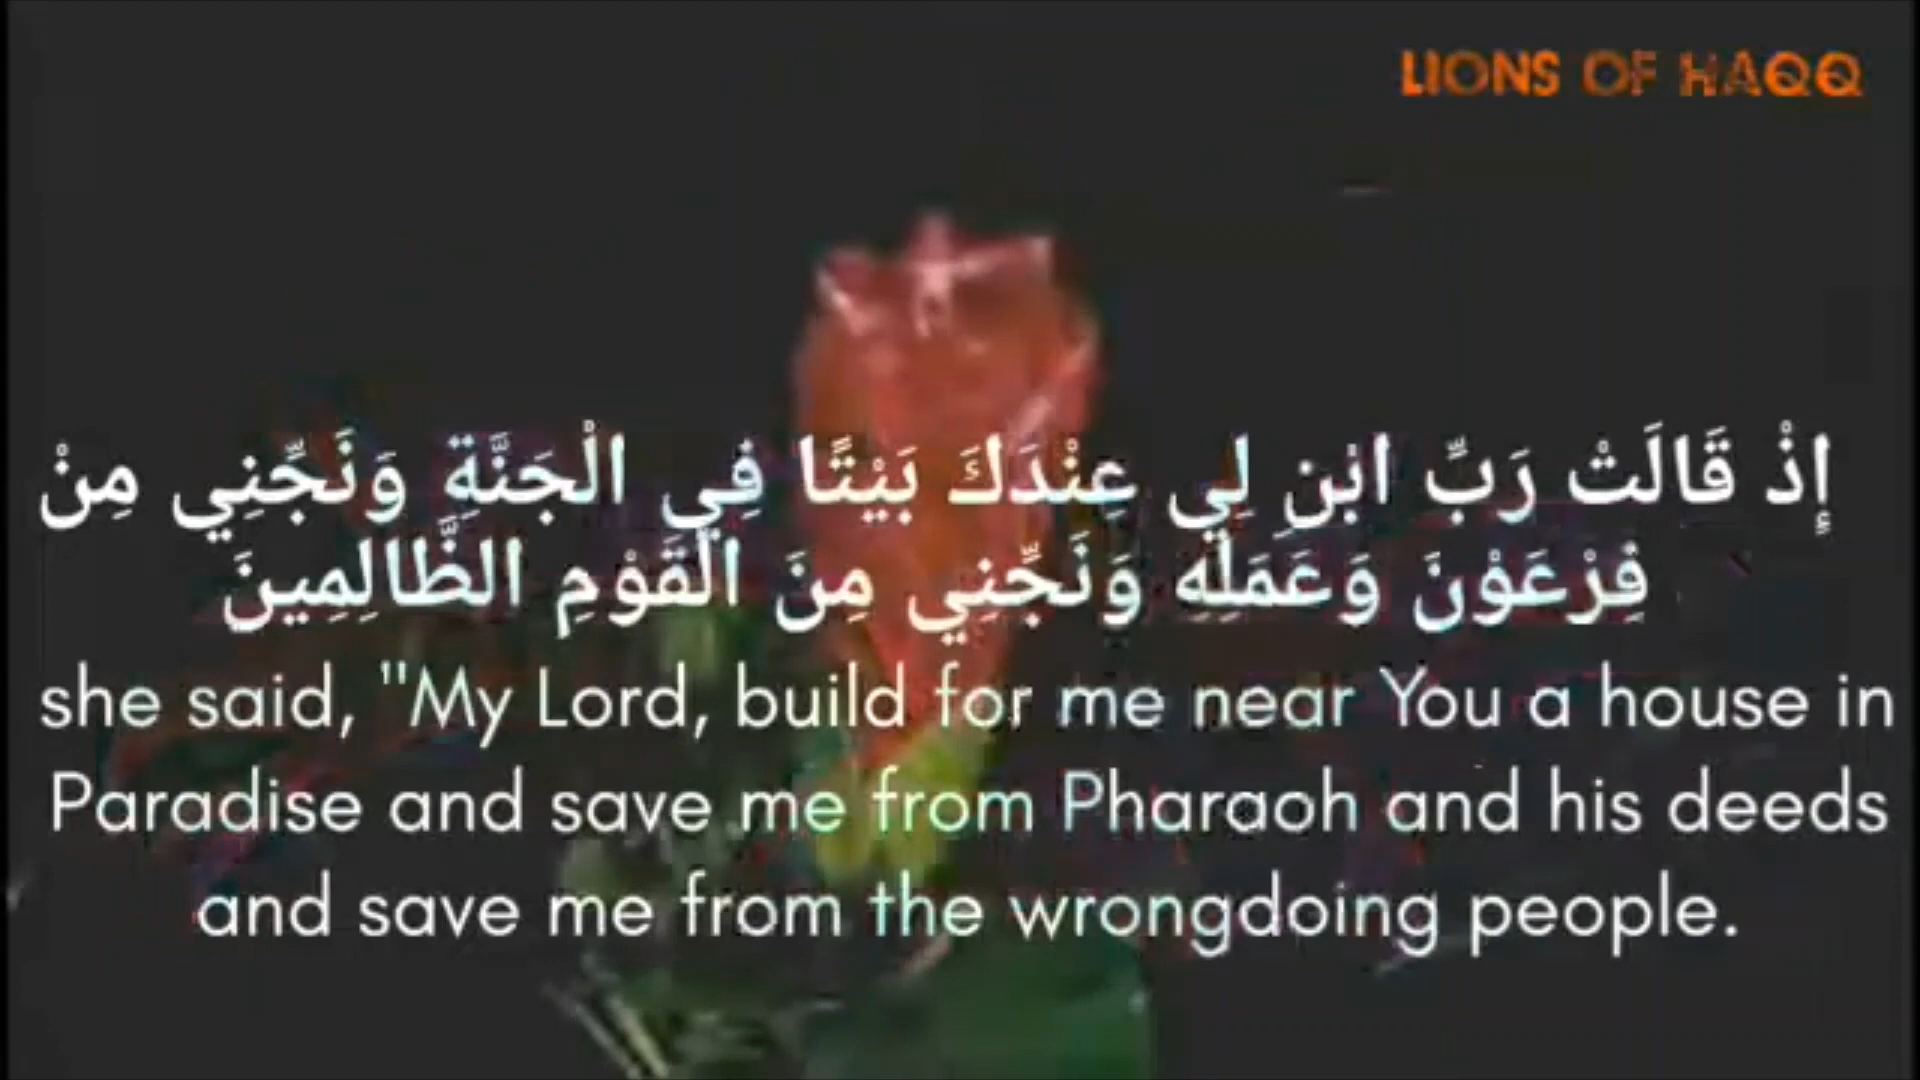 LIONS OF HAQQ
إِذْ قَالَتْ رَبِّ ابْنِ لِي عِنْدَكَ بَيْتًا فِي الْجَنَّةِ وَنَجِّنِي مِنْ
فِرْعَوْنَ وَعَمَلِهِ وَنَجِّنِي مِنَ الْقَوْمِ الظَّالِمِينَ
she said, "My Lord, build for me near You a house in
Paradise and save me from Pharaoh and his deeds
and save me from the wrongdoing people.